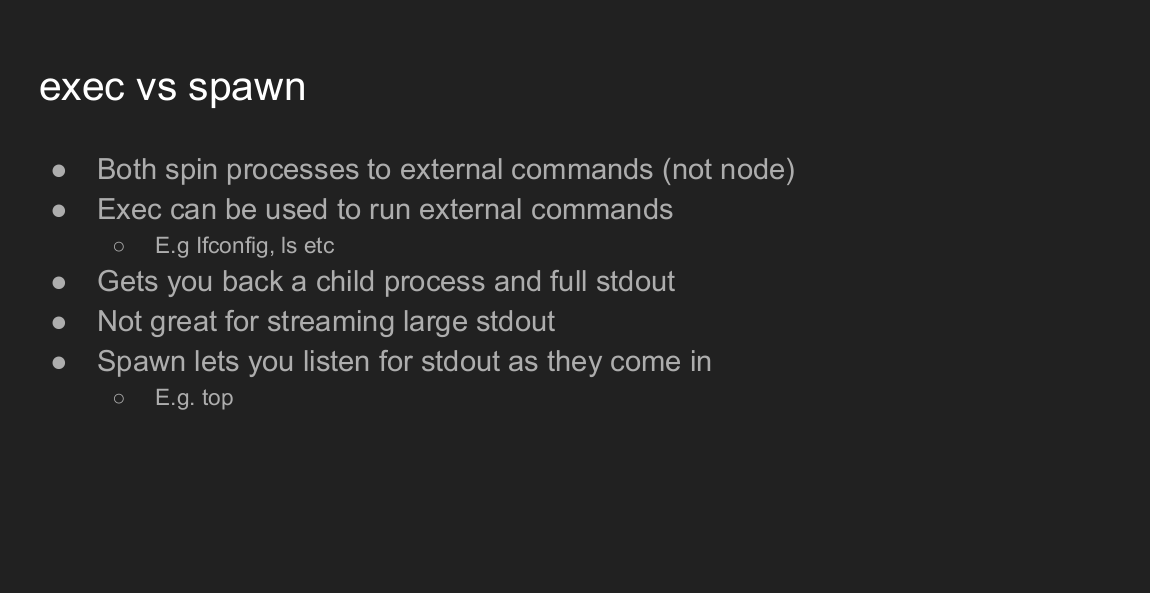 exec vs spawn
● Both spin processes to external commands (not node)
● Exec can be used to run external commands
○ E.g Ifconfig, ls etc
● Gets you back a child process and full stdout
● Not great for streaming large stdout
● Spawn lets you listen for stdout as they come in
○ E.g. top